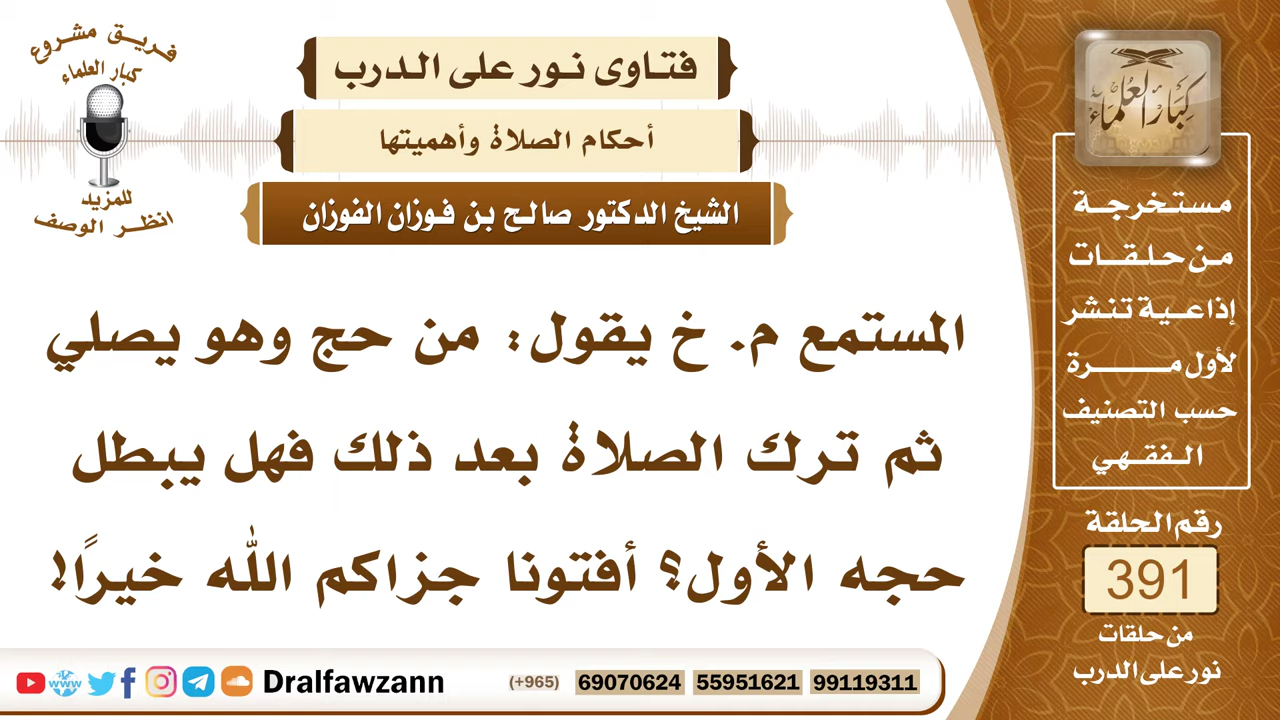 فريق مشروع
كبار العلماء
للمزيد
انظر الوصف
فتاوى نور على الدرب
أحكام الصلاة وأهميتها
الشيخ الدكتور صالح بن فوزان الفوزان
المستمع م. خ يقول: من حج وهو يصلي
ثم ترك الصلاة بعد ذلك فهل يبطل
حجه الأول؟ أفتونا جزاكم الله خيرًا!
كبار العلماء
مستخرجة
من حلقات
إذاعية تنشر
لأول مرة
حسب التصنيف
الفقهي
رقم الحلقة
391
من حلقات
نور على الدرب
www
Dralfawzann
(+965) 69070624 55951621 99119311